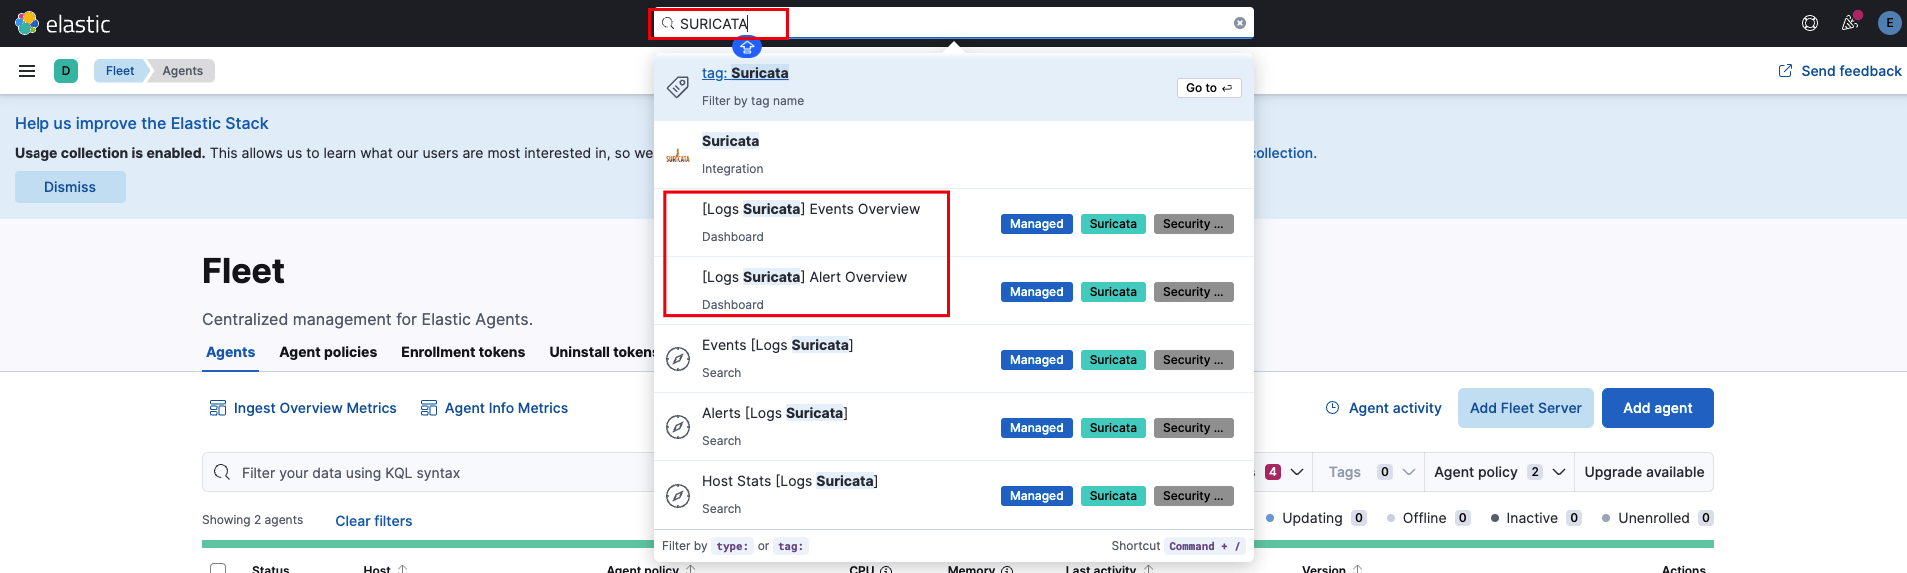 elastic
SURICATA
E
D
Fleet
Agents
Send feedback
tag: Suricata
Filter by tag name
Go to
Help us improve the Elastic Stack
Usage collection is enabled. This allows us to learn what our users are most interested in, so we
collection.
Dismiss
SURICATA
Suricata
Integration
[Logs Suricata] Events Overview
Dashboard
Managed
Suricata
Security ...
[Logs Suricata] Alert Overview
Dashboard
Managed
Suricata
Security ...
Events [Logs Suricata]
Search
Managed
Suricata
Security ...
Alerts [Logs Suricata]
Search
Managed
Suricata
Security ...
Host Stats [Logs Suricata]
Search
Managed
Suricata
Security ...
Filter by type: or tag:
Shortcut Command + /
Fleet
Centralized management for Elastic Agents.
Agents
Agent policies
Enrollment tokens
Uninstall tokens
Ingest Overview Metrics
Agent Info Metrics
Agent activity
Add Fleet Server
Add agent
Filter your data using KQL syntax
4
Tags 0
Agent policy 2
Upgrade available
Showing 2 agents
Clear filters
Updating 0
Offline 0
Inactive 0
Unenrolled 0
Status
Host
Agent policy
CPU
Memory
Last activity
Version
Actions